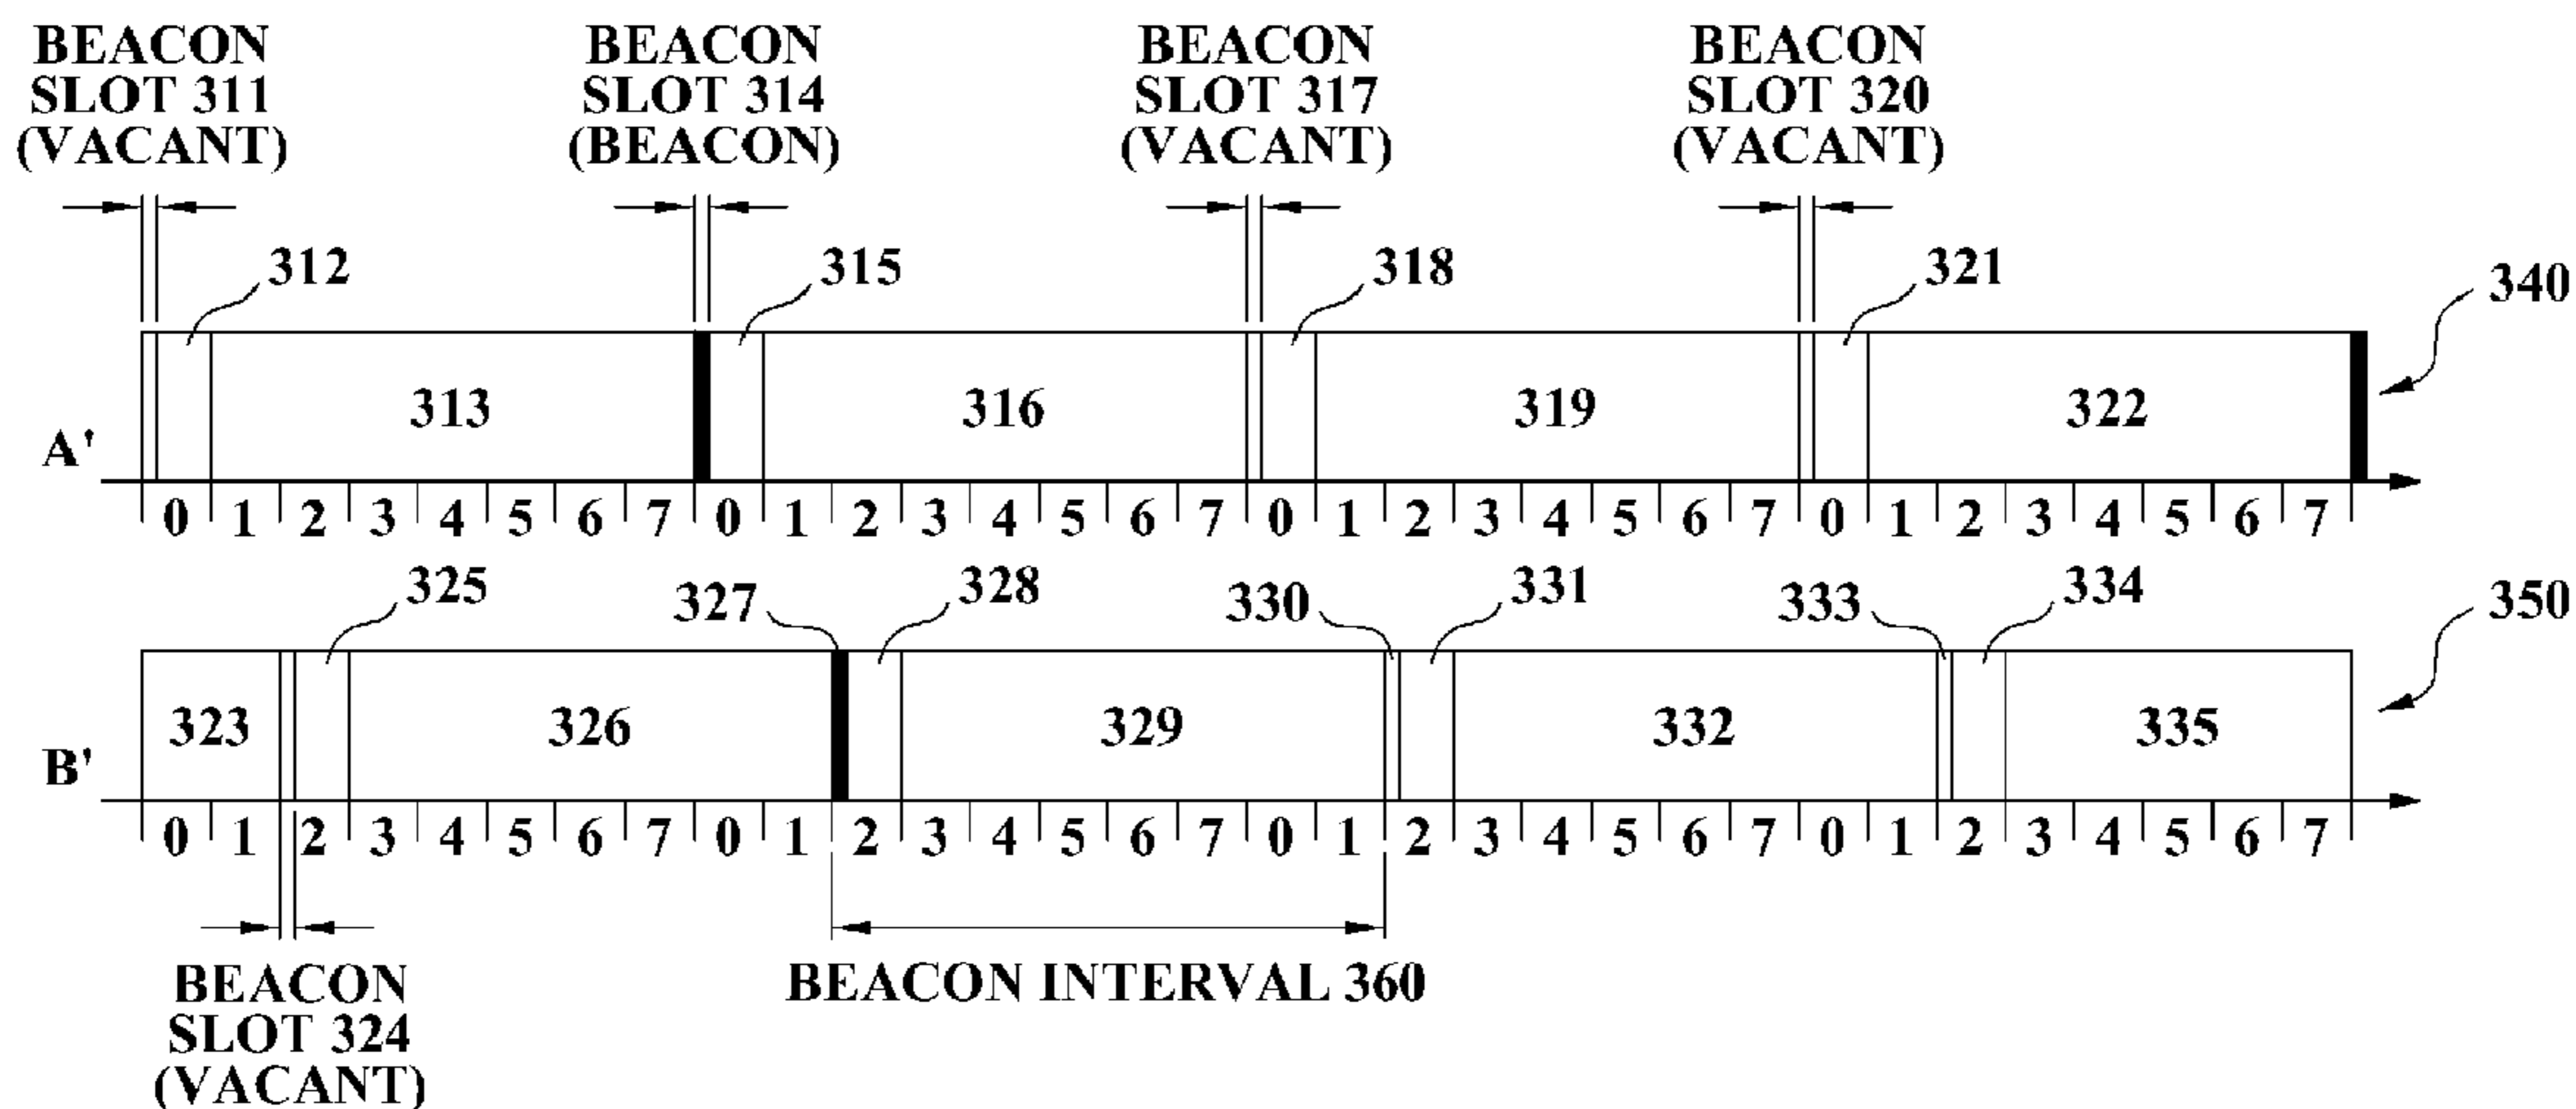 BEACON
SLOT 311
(VACANT)
BEACON
SLOT 314
(BEACON)
BEACON
SLOT 317
(VACANT)
BEACON
SLOT 320
(VACANT)
312 315 318 321 340
A' 313 316 319 322
0 1 2 3 4 5 6 7 0 1 2 3 4 5 6 7 0 1 2 3 4 5 6 7 0 1 2 3 4 5 6 7
325 327 328 330 331 333 334 350
B' 323 326 329 332 335
0 1 2 3 4 5 6 7 0 1 2 3 4 5 6 7 0 1 2 3 4 5 6 7 0 1 2 3 4 5 6 7
BEACON
SLOT 324
(VACANT)
BEACON INTERVAL 360